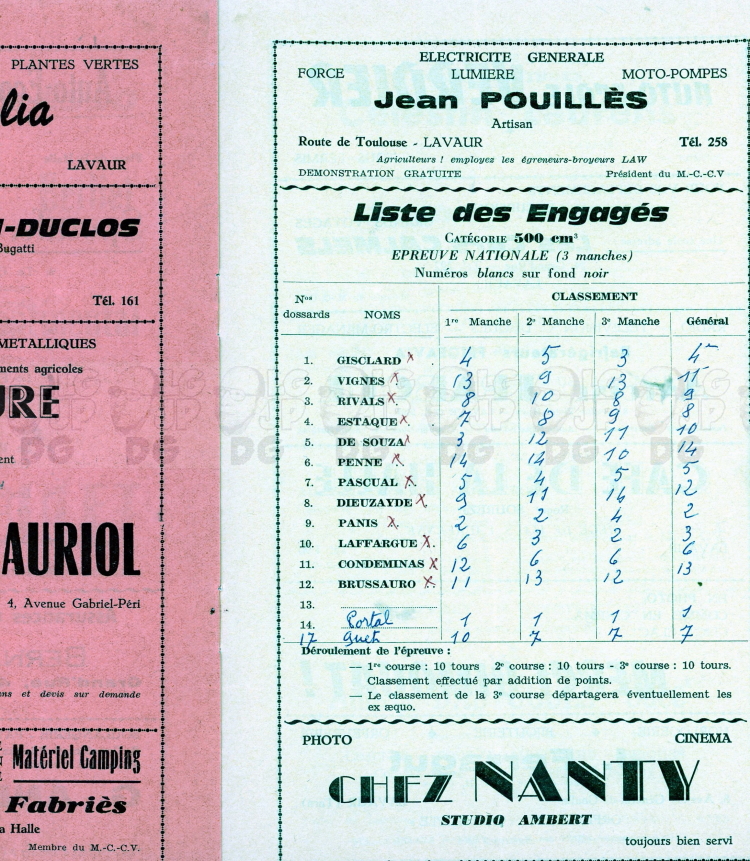 PLANTES VERTES
lia
LAVAUR
I-DUCLOS
Bugatti
Tél. 161
METALLIQUES
ments agricoles
URE
ent
AURIOL
4, Avenue Gabriel-Péri
ns et devis sur demande
Matériel Camping
Fabriès
a Halle
Membre du M.-C.-C.V.
ELECTRICITE GENERALE
FORCE LUMIERE MOTO-POMPES
Jean POUILLÈS
Artisan
Route de Toulouse - LAVAUR Tél. 258
Agriculteurs ! employez les égreneurs-broyeurs LAW
DEMONSTRATION GRATUITE Président du M.-C.-C.V
Liste des Engagés
CATÉGORIE 500 cm³
EPREUVE NATIONALE (3 manches)
Numéros blancs sur fond noir
Nos dossards NOMS CLASSEMENT
1re Manche 2e Manche 3e Manche Général
1. GISCLARD X 4 5 3 4
2. VIGNES X 13 9 13 11
3. RIVALS X 8 10 8 9
4. ESTAQUE X 7 8 9 8
5. DE SOUZA X 3 12 11 10
6. PENNE X 14 14 10 14
7. PASCUAL X 5 4 5 5
8. DIEUZAYDE X 9 11 14 12
9. PANIS X 2 2 4 2
10. LAFFARGUE X 6 3 2 3
11. CONDEMINAS X 12 6 6 6
12. BRUSSAURO X 11 13 12 13
13.
14. Portal 1 1 1 1
17 Guet 10 7 7 7
Déroulement de l'épreuve :
— 1re course : 10 tours 2e course : 10 tours - 3e course : 10 tours.
Classement effectué par addition de points.
— Le classement de la 3e course départagera éventuellement les
ex æquo.
PHOTO CINEMA
CHEZ NANTY
STUDIO AMBERT
toujours bien servi